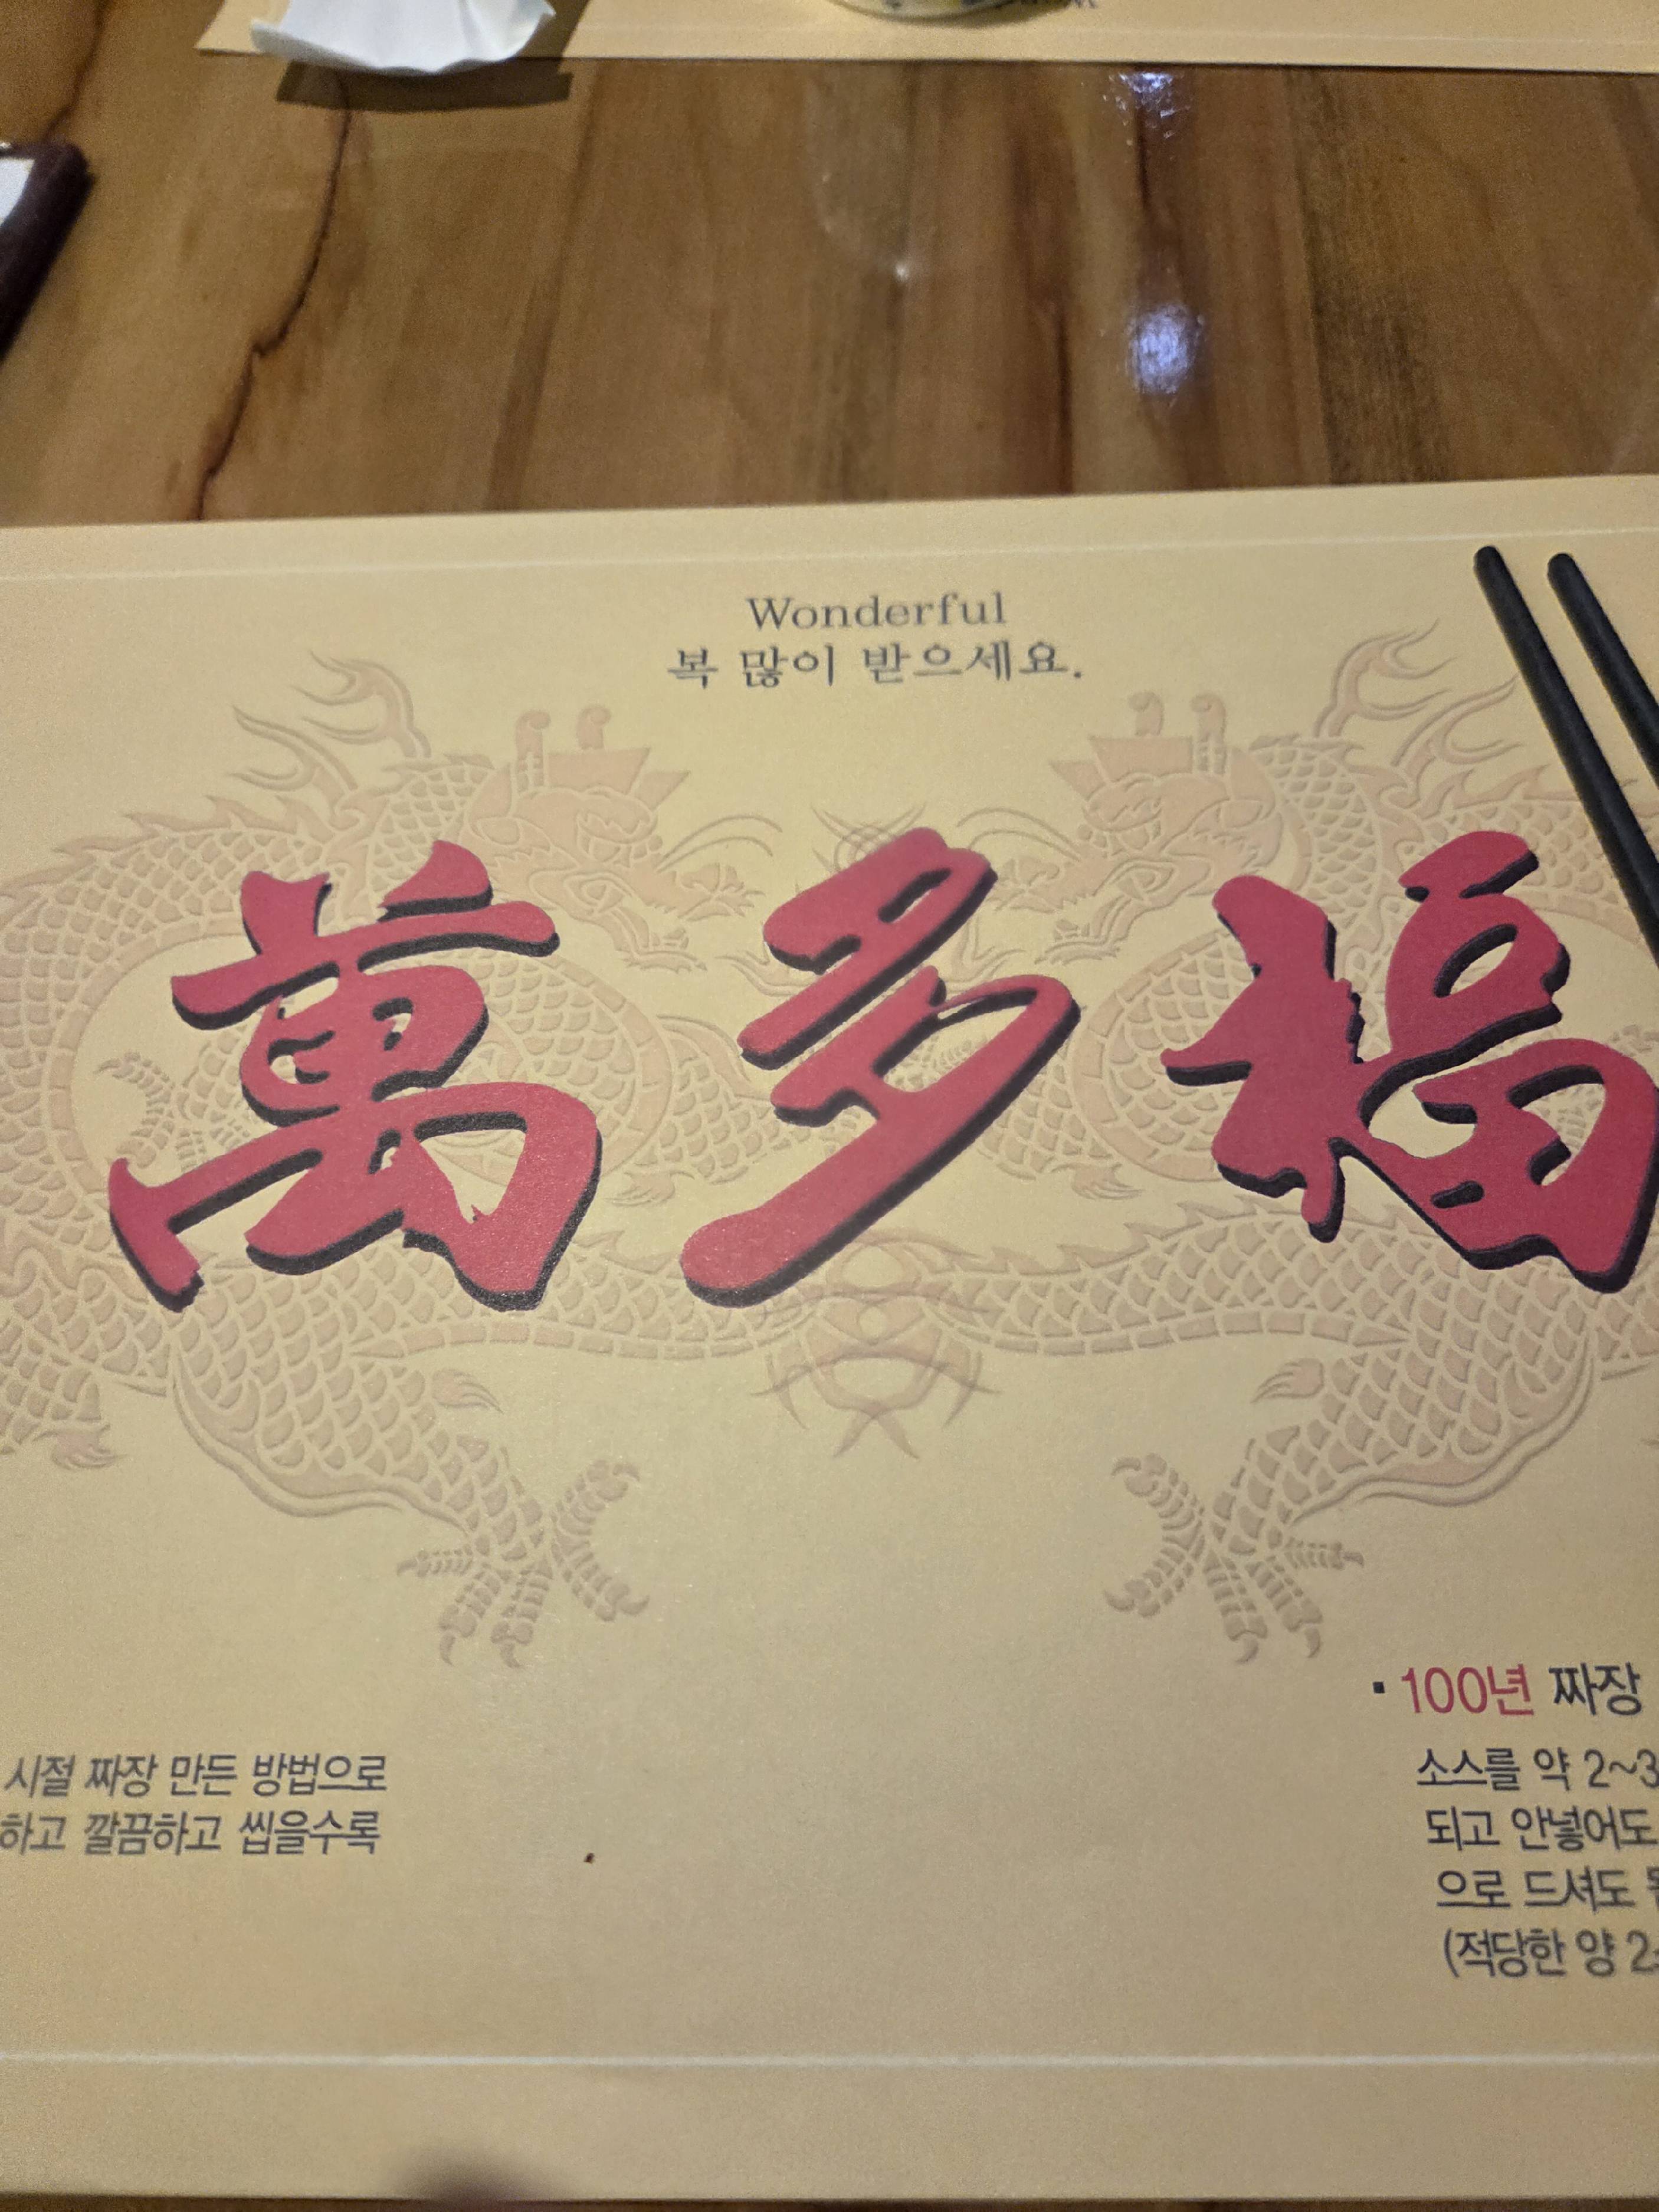 Wonderful
복 많이 받으세요.
萬多福
시절 짜장 만든 방법으로
하고 깔끔하고 씹을수록
· 100년 짜장
소스를 약 2~3
되고 안넣어도
으로 드셔도
(적당한 양 2